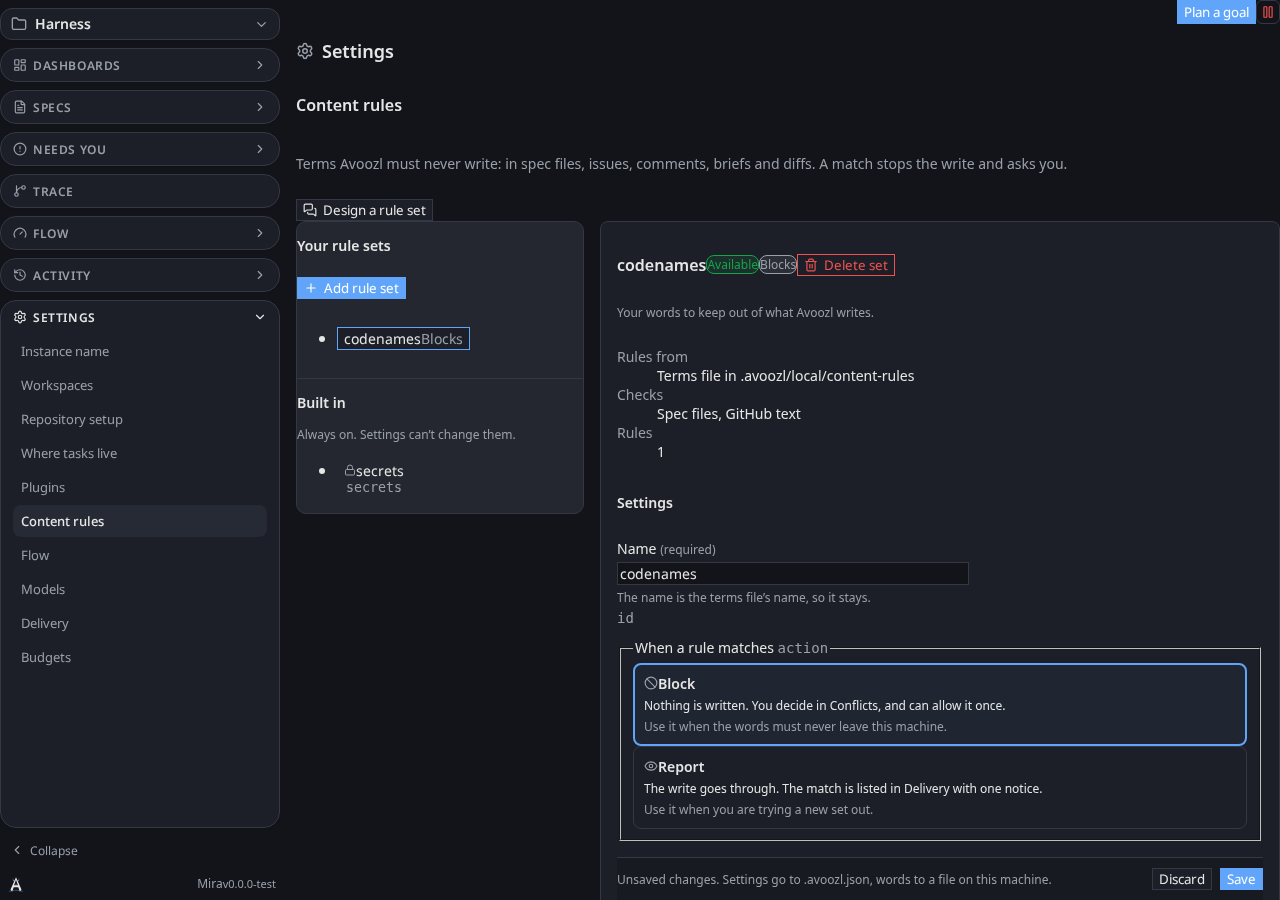 Harness
Plan a goal
DASHBOARDS
SPECS
NEEDS YOU
TRACE
FLOW
ACTIVITY
SETTINGS
Instance name
Workspaces
Repository setup
Where tasks live
Plugins
Content rules
Flow
Models
Delivery
Budgets
Collapse
Mirav0.0.0-test
Settings
Content rules
Terms Avoozl must never write: in spec files, issues, comments, briefs and diffs. A match stops the write and asks you.
Design a rule set
Your rule sets
Add rule set
codenamesBlocks
Built in
Always on. Settings can’t change them.
secrets
secrets
codenames Available Blocks Delete set
Your words to keep out of what Avoozl writes.
Rules from
Terms file in .avoozl/local/content-rules
Checks
Spec files, GitHub text
Rules
1
Settings
Name (required)
codenames
The name is the terms file’s name, so it stays.
id
When a rule matches action
Block
Nothing is written. You decide in Conflicts, and can allow it once.
Use it when the words must never leave this machine.
Report
The write goes through. The match is listed in Delivery with one notice.
Use it when you are trying a new set out.
Unsaved changes. Settings go to .avoozl.json, words to a file on this machine.
Discard
Save